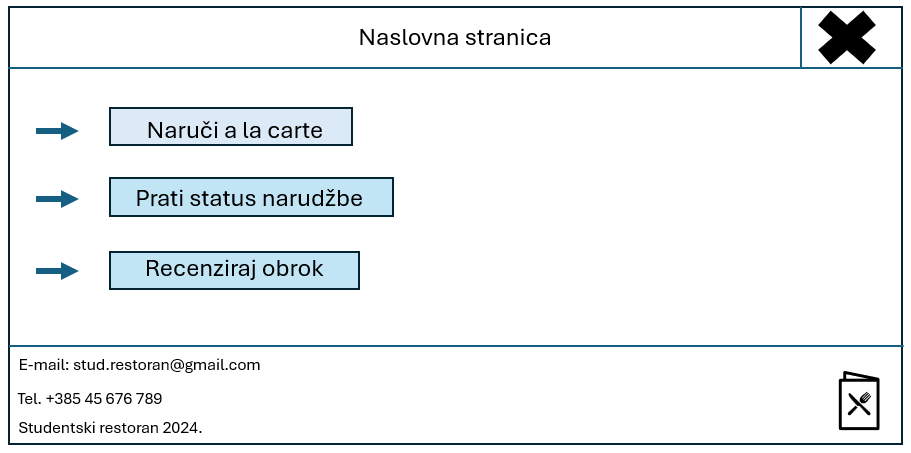 Naslovna stranica
Naruči a la carte
Prati status narudžbe
Recenziraj obrok
E-mail: stud.restoran@gmail.com
Tel. +385 45 676 789
Studentski restoran 2024.